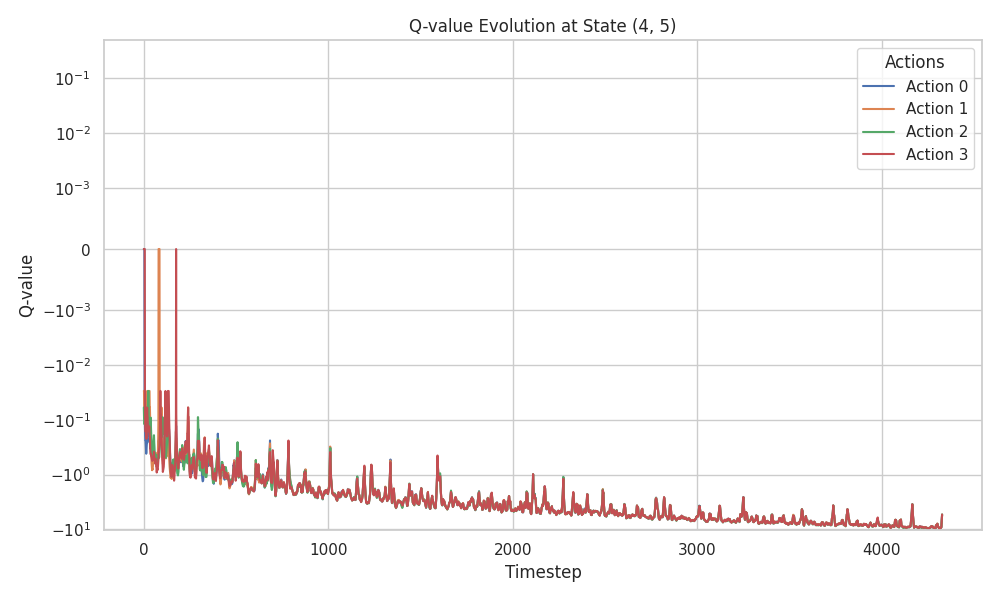 Q-value Evolution at State (4, 5)
Actions
Action 0
Action 1
Action 2
Action 3
Q-value
10⁻¹
10⁻²
10⁻³
0
−10⁻³
−10⁻²
−10⁻¹
−10⁰
−10¹
0 1000 2000 3000 4000
Timestep